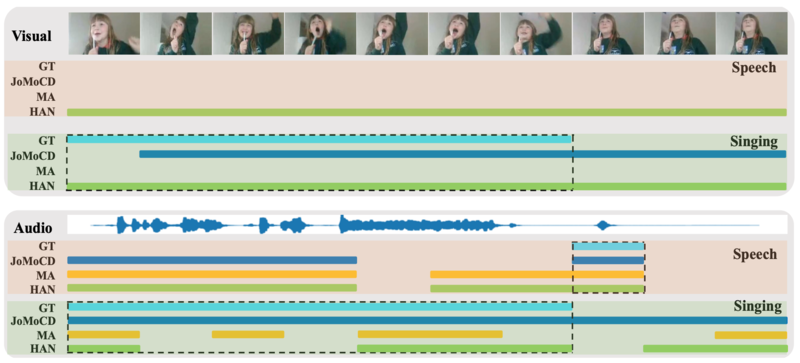 Visual
GT
Speech
JoMoCD
MA
HAN
GT
Singing
JoMoCD
MA
HAN
Audio
GT
Speech
JoMoCD
MA
HAN
GT
Singing
JoMoCD
MA
HAN